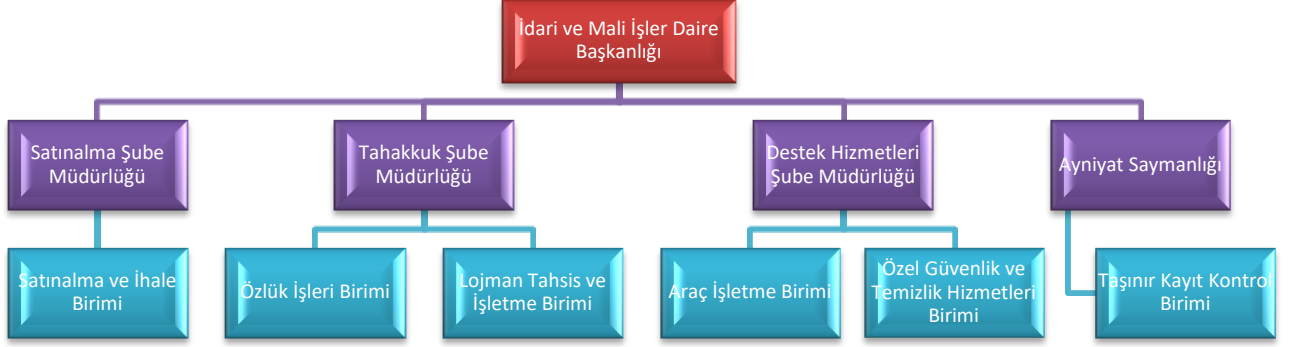 İdari ve Mali İşler Daire
Başkanlığı
Satınalma Şube
Müdürlüğü
Tahakkuk Şube
Müdürlüğü
Destek Hizmetleri
Şube Müdürlüğü
Ayniyat Saymanlığı
Satınalma ve İhale
Birimi
Özlük İşleri Birimi
Lojman Tahsis ve
İşletme Birimi
Araç İşletme Birimi
Özel Güvenlik ve
Temizlik Hizmetleri
Birimi
Taşınır Kayıt Kontrol
Birimi